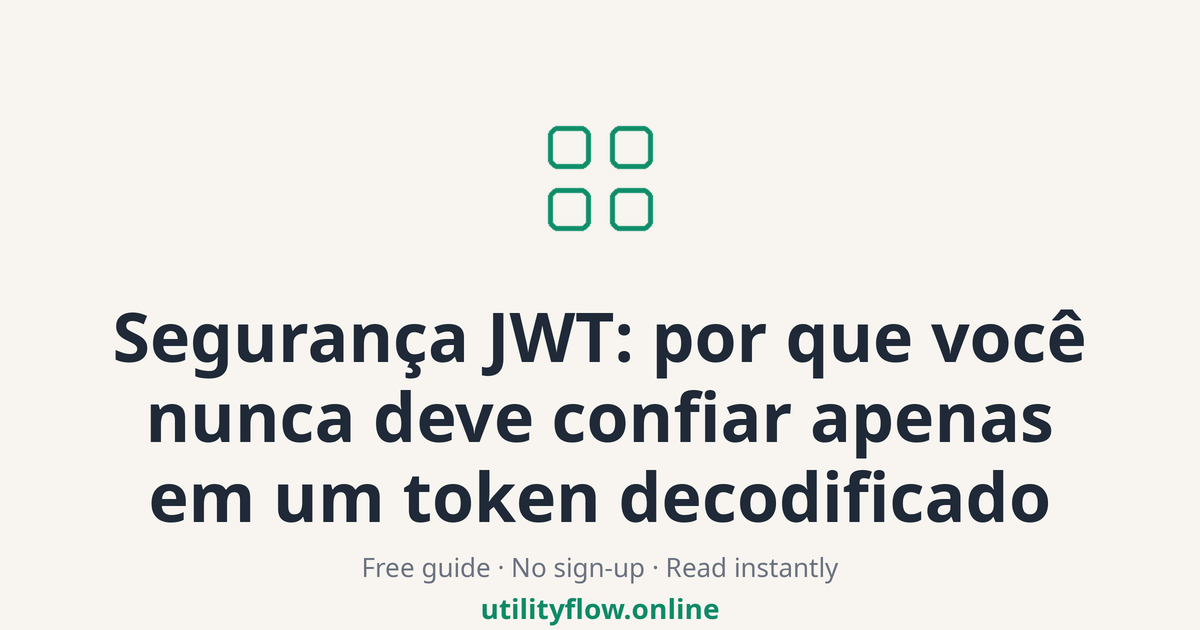 Segurança JWT: por que você
nunca deve confiar apenas
em um token decodificado
Free guide · No sign-up · Read instantly
utilityflow.online